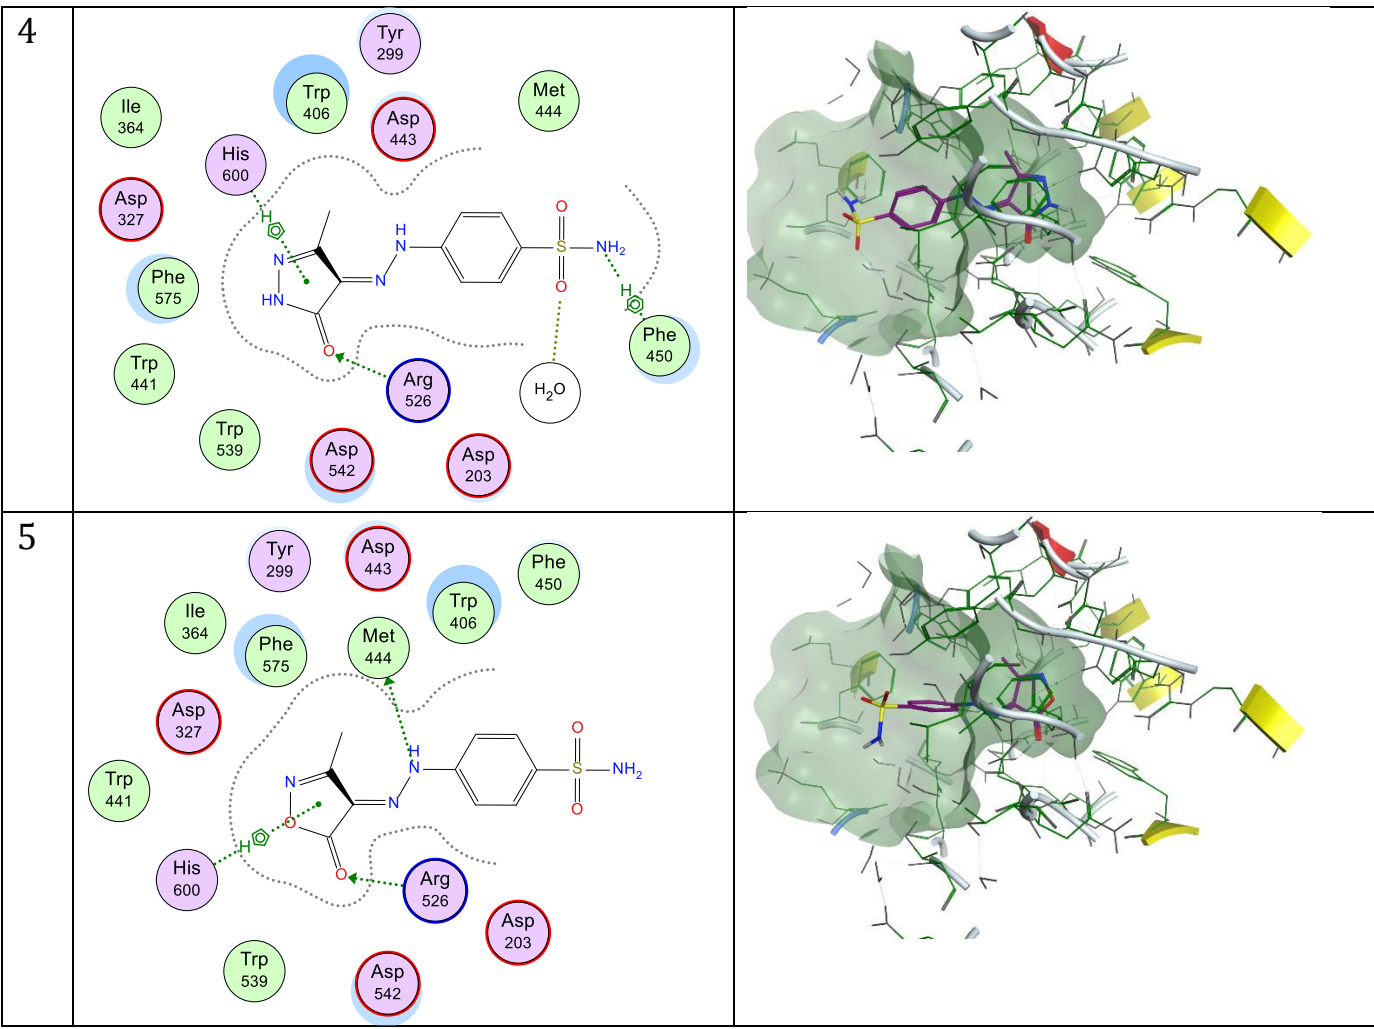 4
Tyr
299
Trp
406
Met
444
Ile
364
Asp
443
His
600
Asp
327
H
O
H
N
S
NH2
N
N
Phe
575
HN
O
H
O
Phe
450
Trp
441
Arg
526
H2O
Trp
539
Asp
542
Asp
203
5
Tyr
299
Asp
443
Phe
450
Trp
406
Ile
364
Phe
575
Met
444
Asp
327
O
H
N
S
NH2
N
N
O
Trp
441
O
H
His
600
O
Arg
526
Asp
203
Trp
539
Asp
542